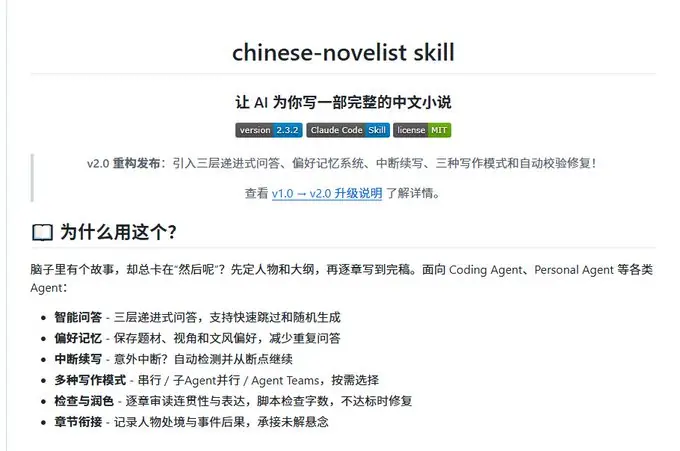 chinese-novelist skill
让 AI 为你写一部完整的中文小说
version 2.3.2 Claude Code Skill license MIT
v2.0 重构发布：引入三层递进式问答、偏好记忆系统、中断续写、三种写作模式和自动校验修复！
查看 v1.0 → v2.0 升级说明 了解详情。
📖 为什么用这个？
脑子里有个故事，却总卡在“然后呢”？先定人物和大纲，再逐章写到完稿。面向 Coding Agent、Personal Agent 等各类
Agent：
• 智能问答 - 三层递进式问答，支持快速跳过和随机生成
• 偏好记忆 - 保存题材、视角和文风偏好，减少重复问答
• 中断续写 - 意外中断？自动检测并从断点继续
• 多种写作模式 - 串行 / 子Agent并行 / Agent Teams，按需选择
• 检查与润色 - 逐章审读连贯性与表达，脚本检查字数，不达标时修复
• 章节衔接 - 记录人物处境与事件后果，承接未解悬念